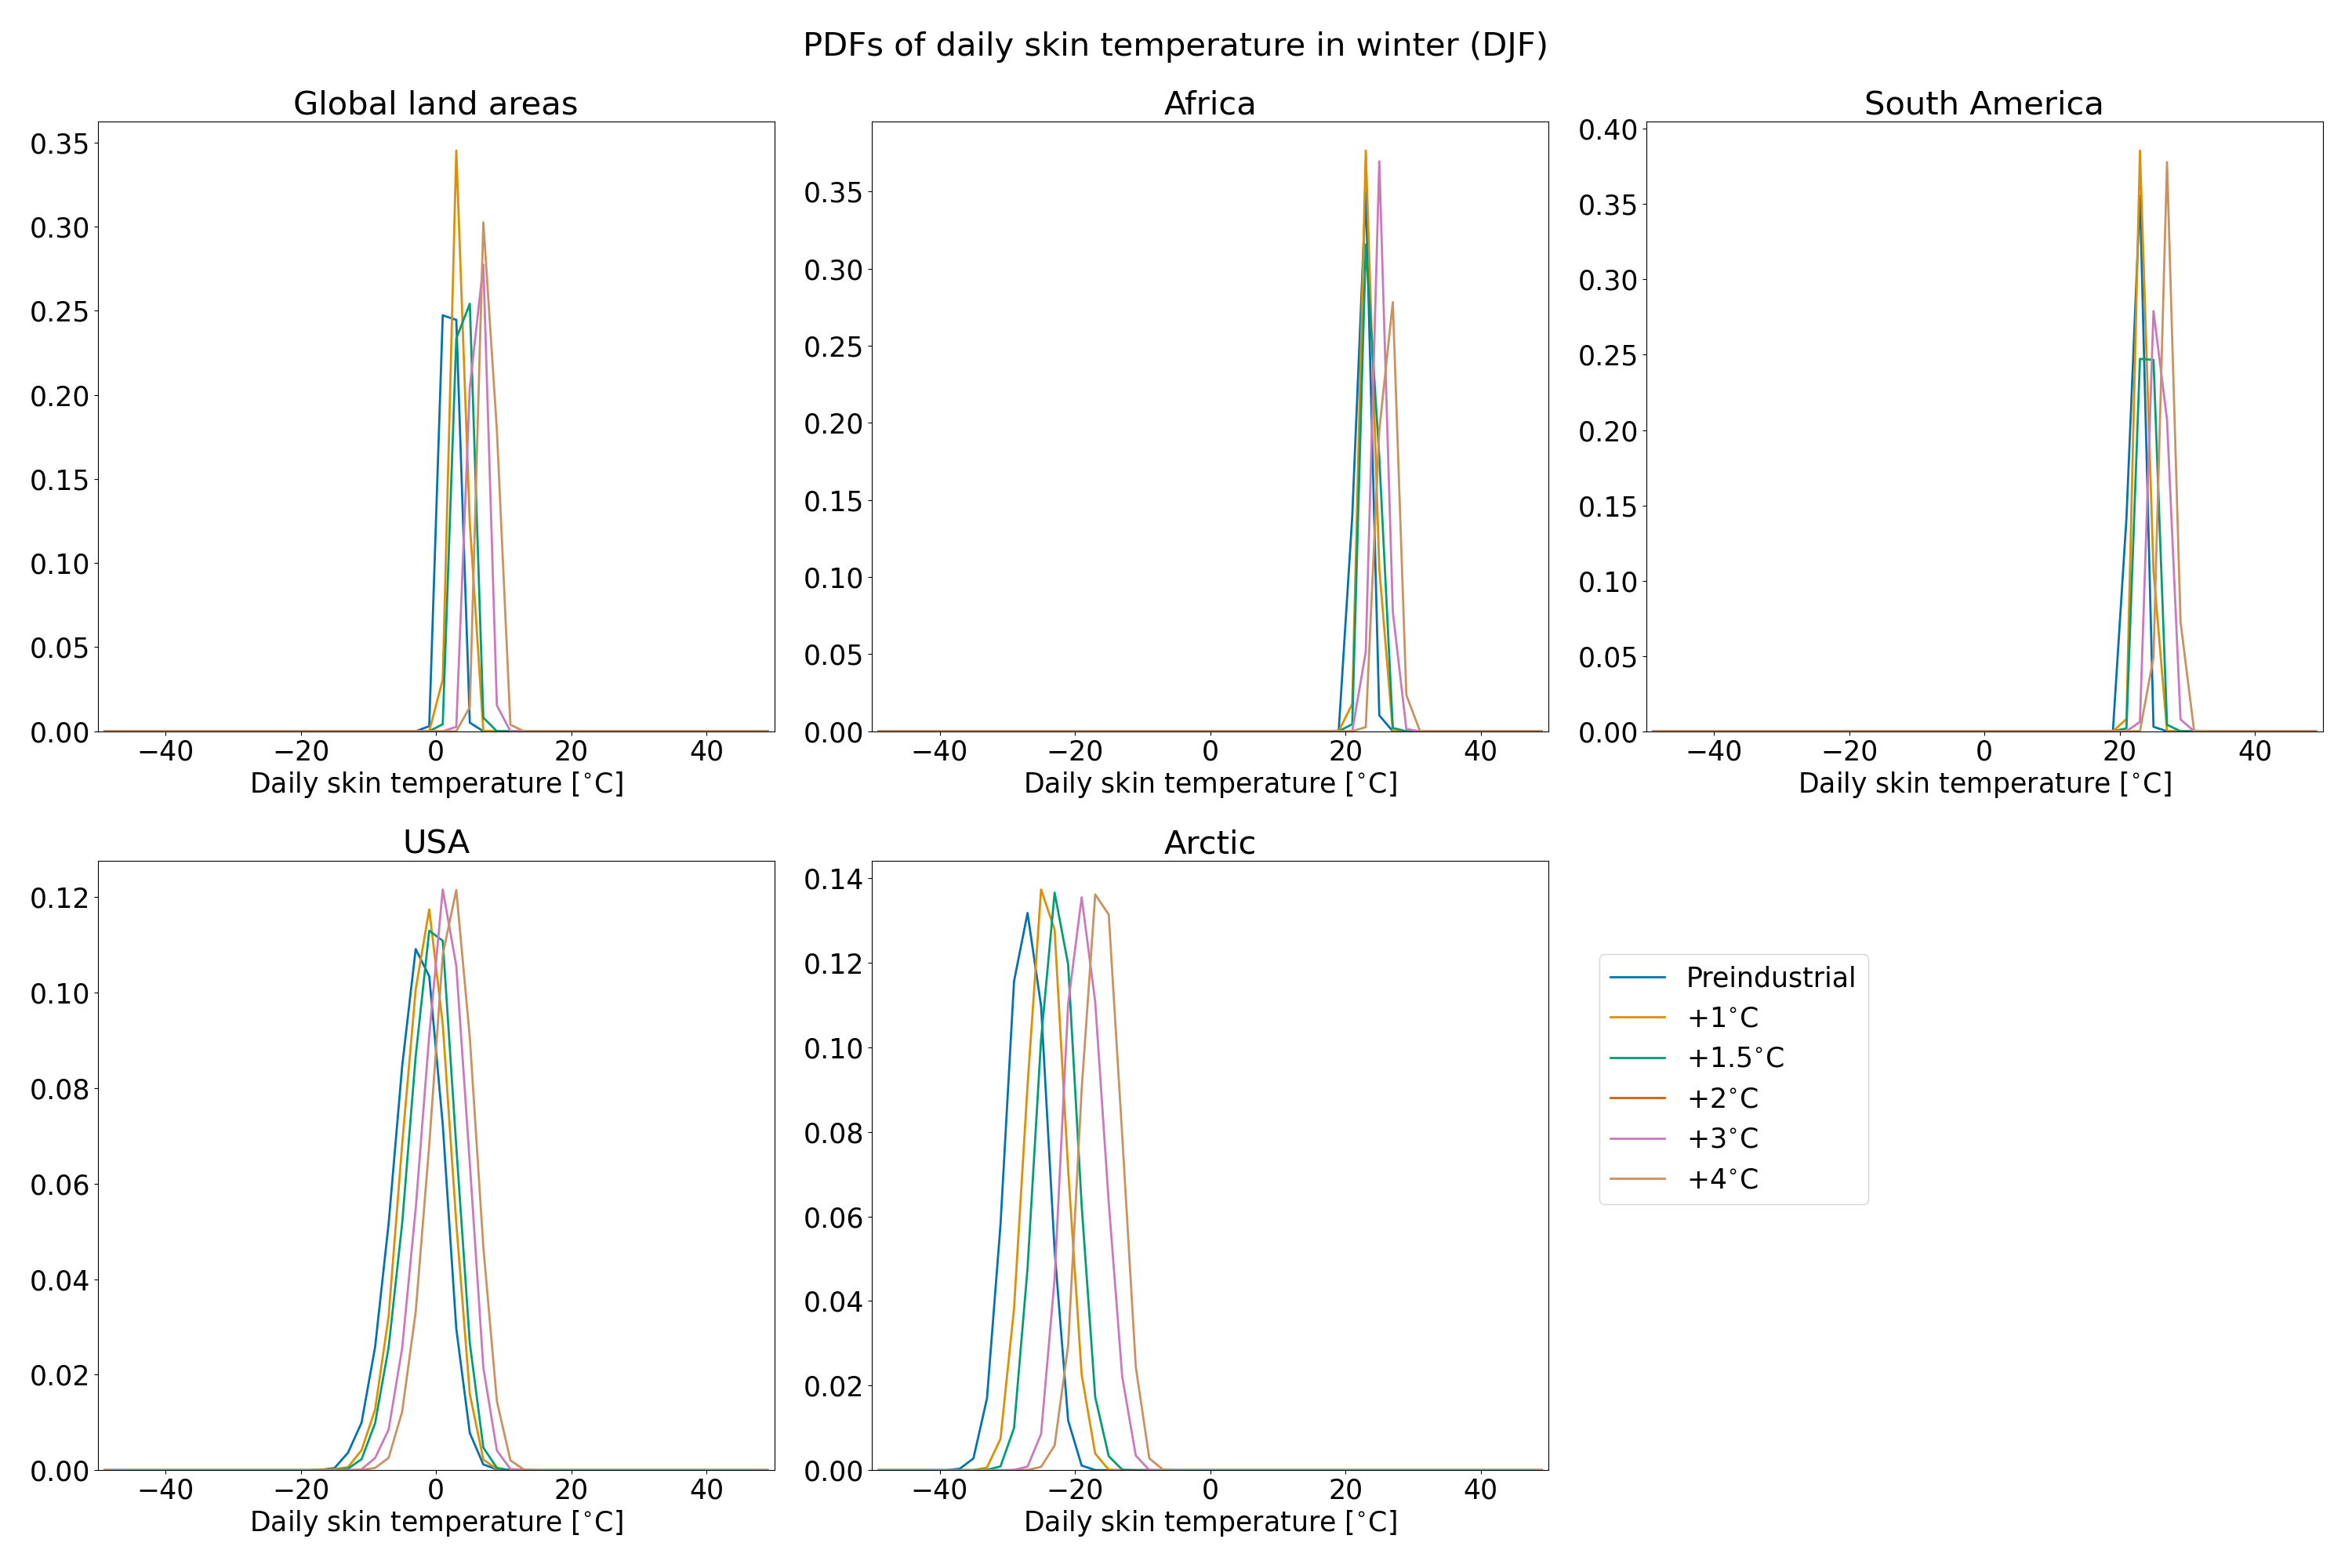 PDFs of daily skin temperature in winter (DJF)
Global land areas
0.35
0.30
0.25
0.20
0.15
0.10
0.05
0.00
−40 −20 0 20 40
Daily skin temperature [°C]
Africa
0.35
0.30
0.25
0.20
0.15
0.10
0.05
0.00
−40 −20 0 20 40
Daily skin temperature [°C]
South America
0.40
0.35
0.30
0.25
0.20
0.15
0.10
0.05
0.00
−40 −20 0 20 40
Daily skin temperature [°C]
USA
0.12
0.10
0.08
0.06
0.04
0.02
0.00
−40 −20 0 20 40
Daily skin temperature [°C]
Arctic
0.14
0.12
0.10
0.08
0.06
0.04
0.02
0.00
−40 −20 0 20 40
Daily skin temperature [°C]
Preindustrial
+1°C
+1.5°C
+2°C
+3°C
+4°C